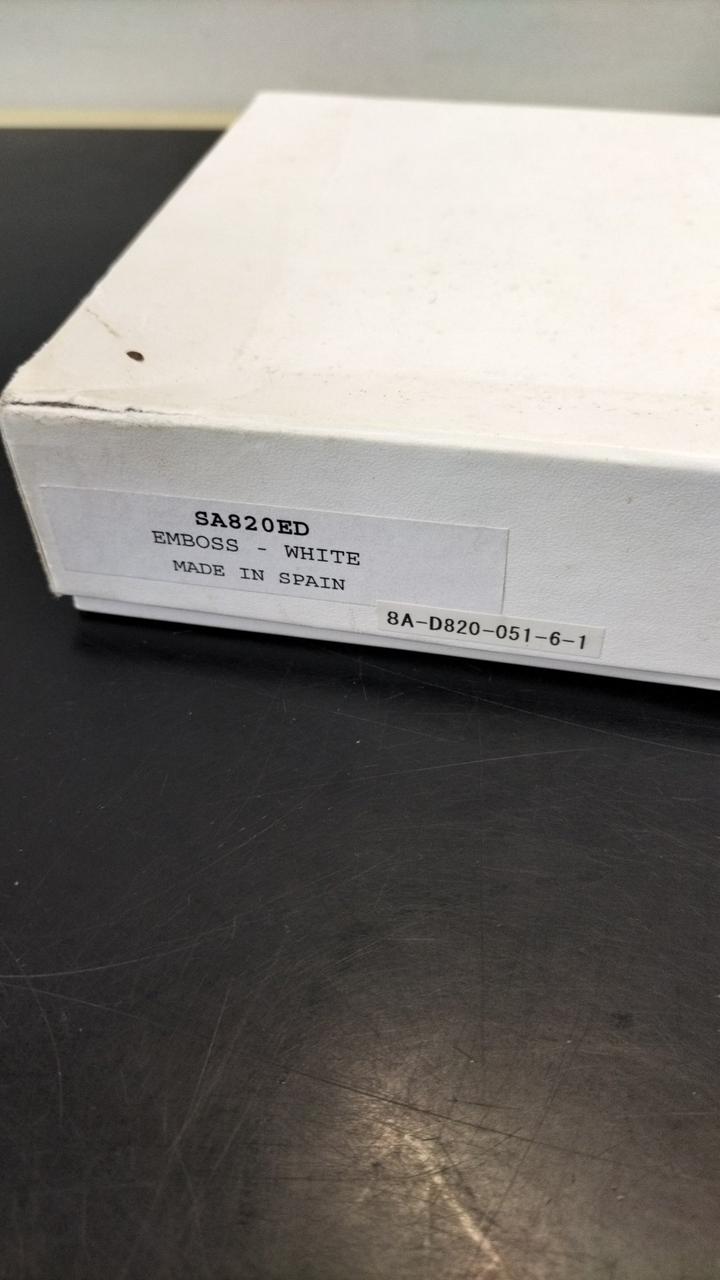 SA820ED
EMBOSS - WHITE
MADE IN SPAIN
8A-D820-051-6-1